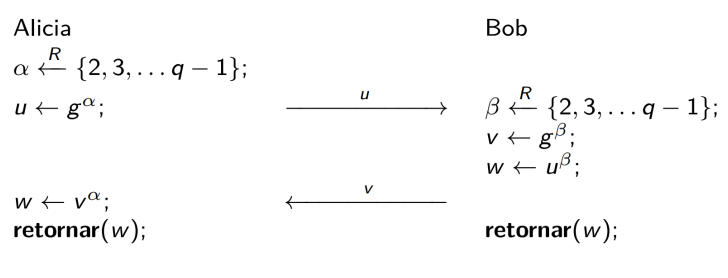 Alicia Bob
α ←R {2, 3, . . . q − 1};
u ← g^α; u β ←R {2, 3, . . . q − 1};
v ← g^β;
w ← u^β;
w ← v^α; v
retornar(w); retornar(w);